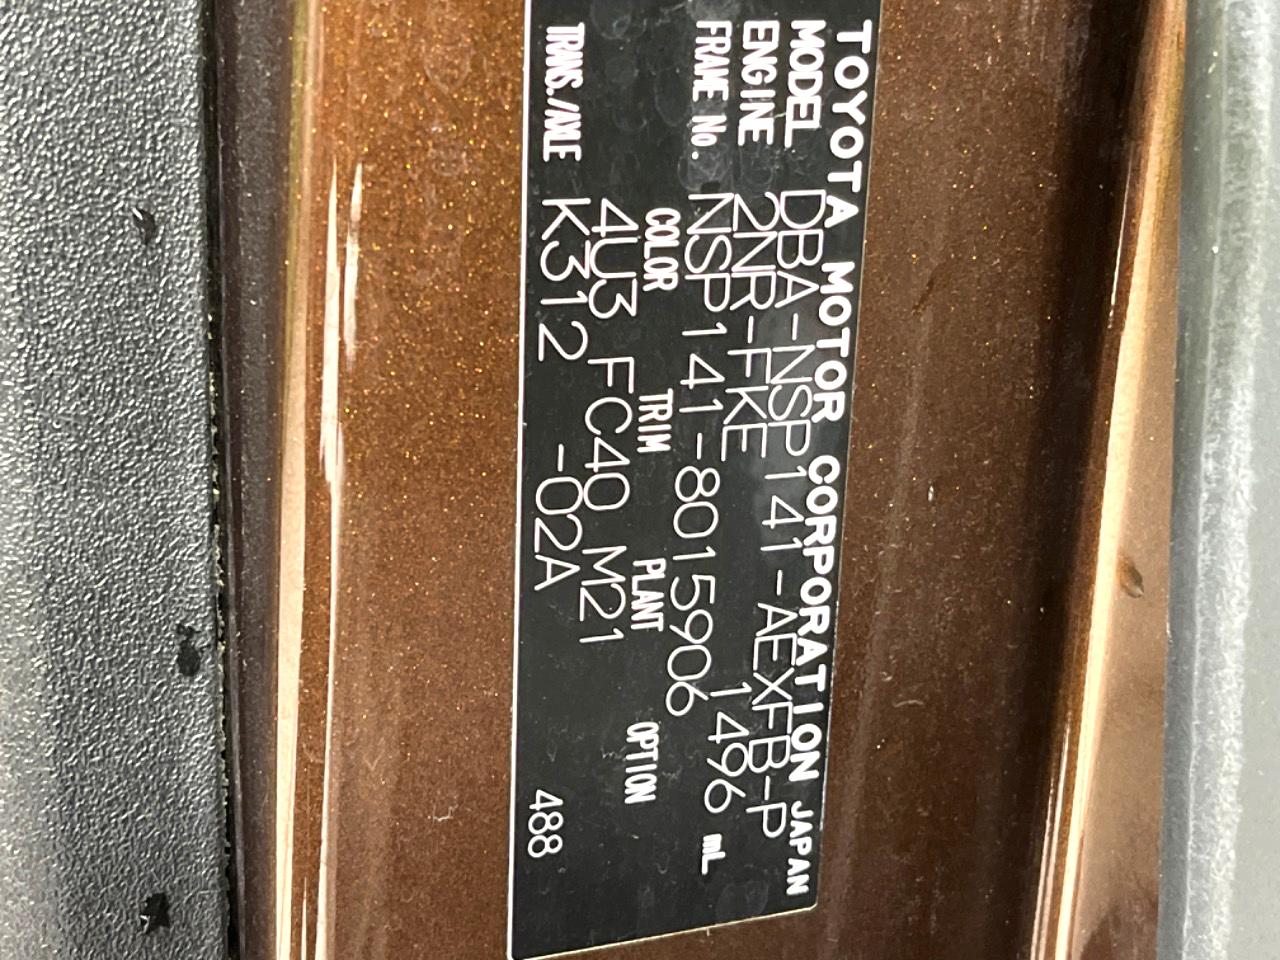 TOYOTA MOTOR CORPORATION JAPAN
MODEL DBA-NSP141-AEXFB-P
ENGINE 2NR-FKE 1496 mL
FRAME No. NSP141-8015906
COLOR TRIM PLANT OPTION
4U3 FC40 M21
TRANS./AXLE K312 -02A 488